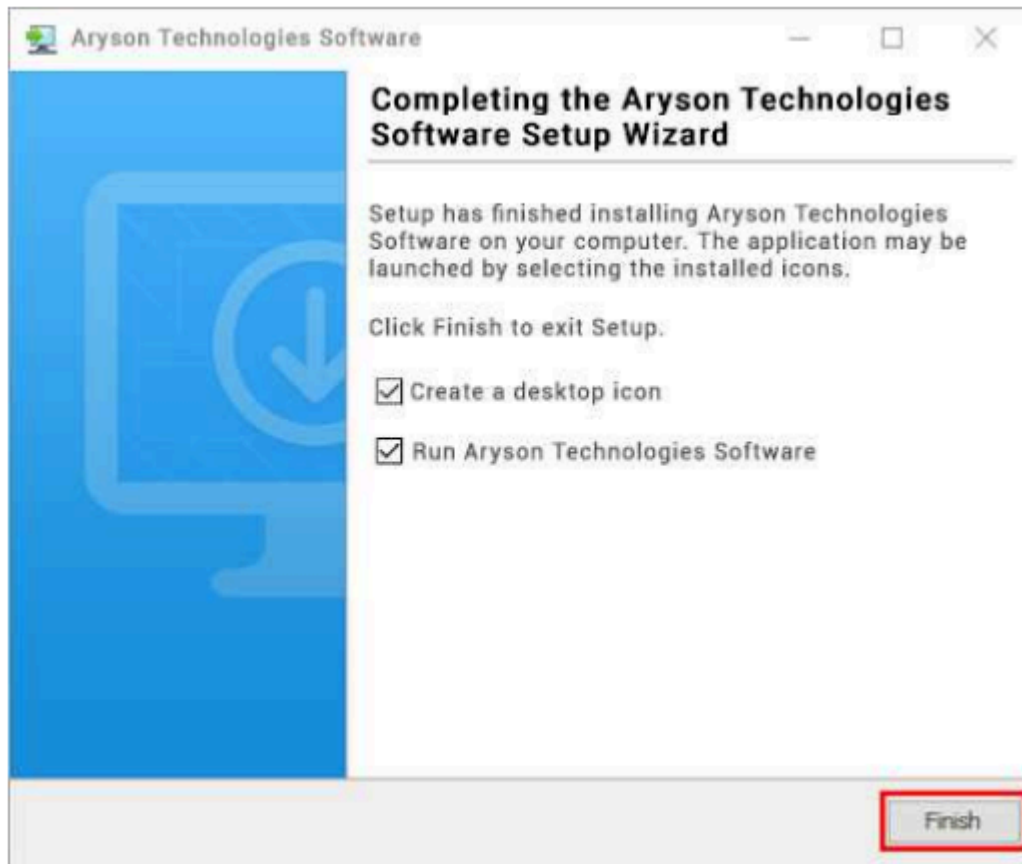 Aryson Technologies Software
Completing the Aryson Technologies
Software Setup Wizard
Setup has finished installing Aryson Technologies
Software on your computer. The application may be
launched by selecting the installed icons.
Click Finish to exit Setup.
Create a desktop icon
Run Aryson Technologies Software
Finish